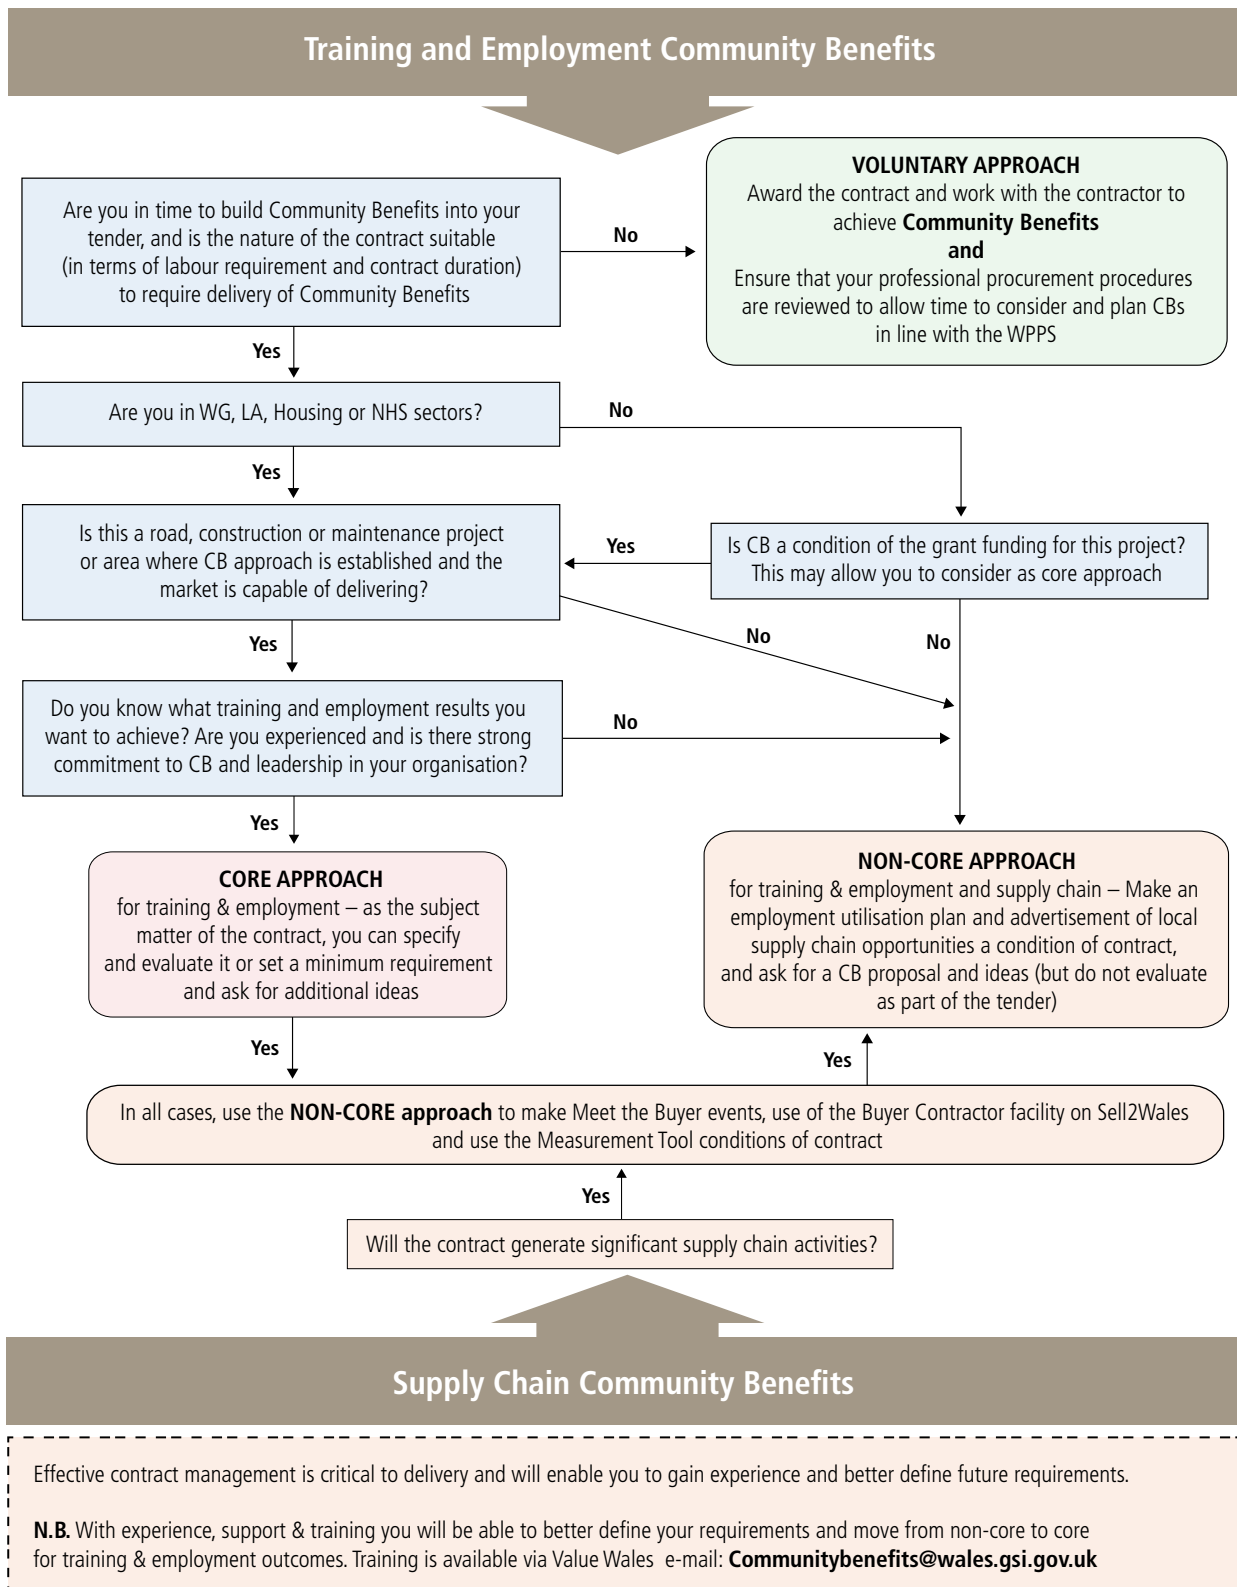 Training and Employment Community Benefits
VOLUNTARY APPROACH
Award the contract and work with the contractor to
achieve Community Benefits
and
Ensure that your professional procurement procedures
are reviewed to allow time to consider and plan CBs
in line with the WPPS
Are you in time to build Community Benefits into your
tender, and is the nature of the contract suitable
(in terms of labour requirement and contract duration)
to require delivery of Community Benefits
No
Yes
Are you in WG, LA, Housing or NHS sectors?
No
Yes
Is this a road, construction or maintenance project
or area where CB approach is established and the
market is capable of delivering?
Yes
Is CB a condition of the grant funding for this project?
This may allow you to consider as core approach
No
No
Yes
Do you know what training and employment results you
want to achieve? Are you experienced and is there strong
commitment to CB and leadership in your organisation?
No
Yes
CORE APPROACH
for training & employment – as the subject
matter of the contract, you can specify
and evaluate it or set a minimum requirement
and ask for additional ideas
NON-CORE APPROACH
for training & employment and supply chain – Make an
employment utilisation plan and advertisement of local
supply chain opportunities a condition of contract,
and ask for a CB proposal and ideas (but do not evaluate
as part of the tender)
Yes
Yes
In all cases, use the NON-CORE approach to make Meet the Buyer events, use of the Buyer Contractor facility on Sell2Wales
and use the Measurement Tool conditions of contract
Yes
Will the contract generate significant supply chain activities?
Supply Chain Community Benefits
Effective contract management is critical to delivery and will enable you to gain experience and better define future requirements.
N.B. With experience, support & training you will be able to better define your requirements and move from non-core to core
for training & employment outcomes. Training is available via Value Wales e-mail: Communitybenefits@wales.gsi.gov.uk